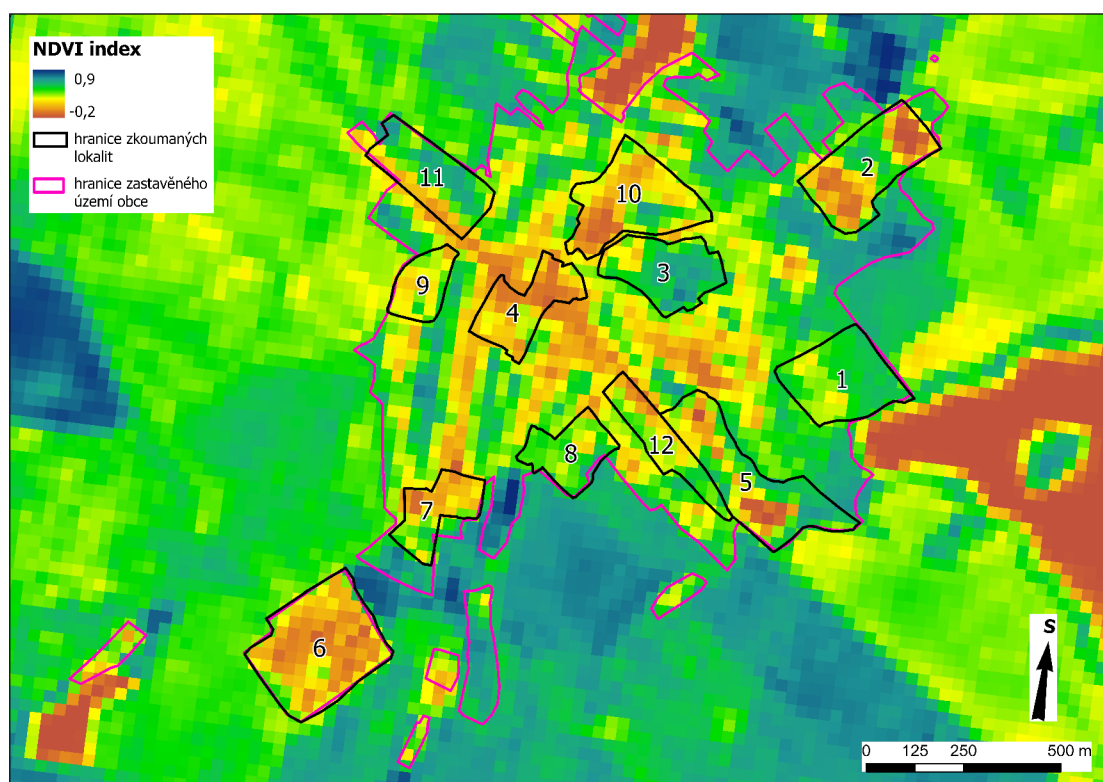 NDVI index
0,9
-0,2
hranice zkoumaných
lokalit
hranice zastavěného
území obce
11
10
2
3
9
4
1
8
12
5
7
6
S
0 125 250 500 m